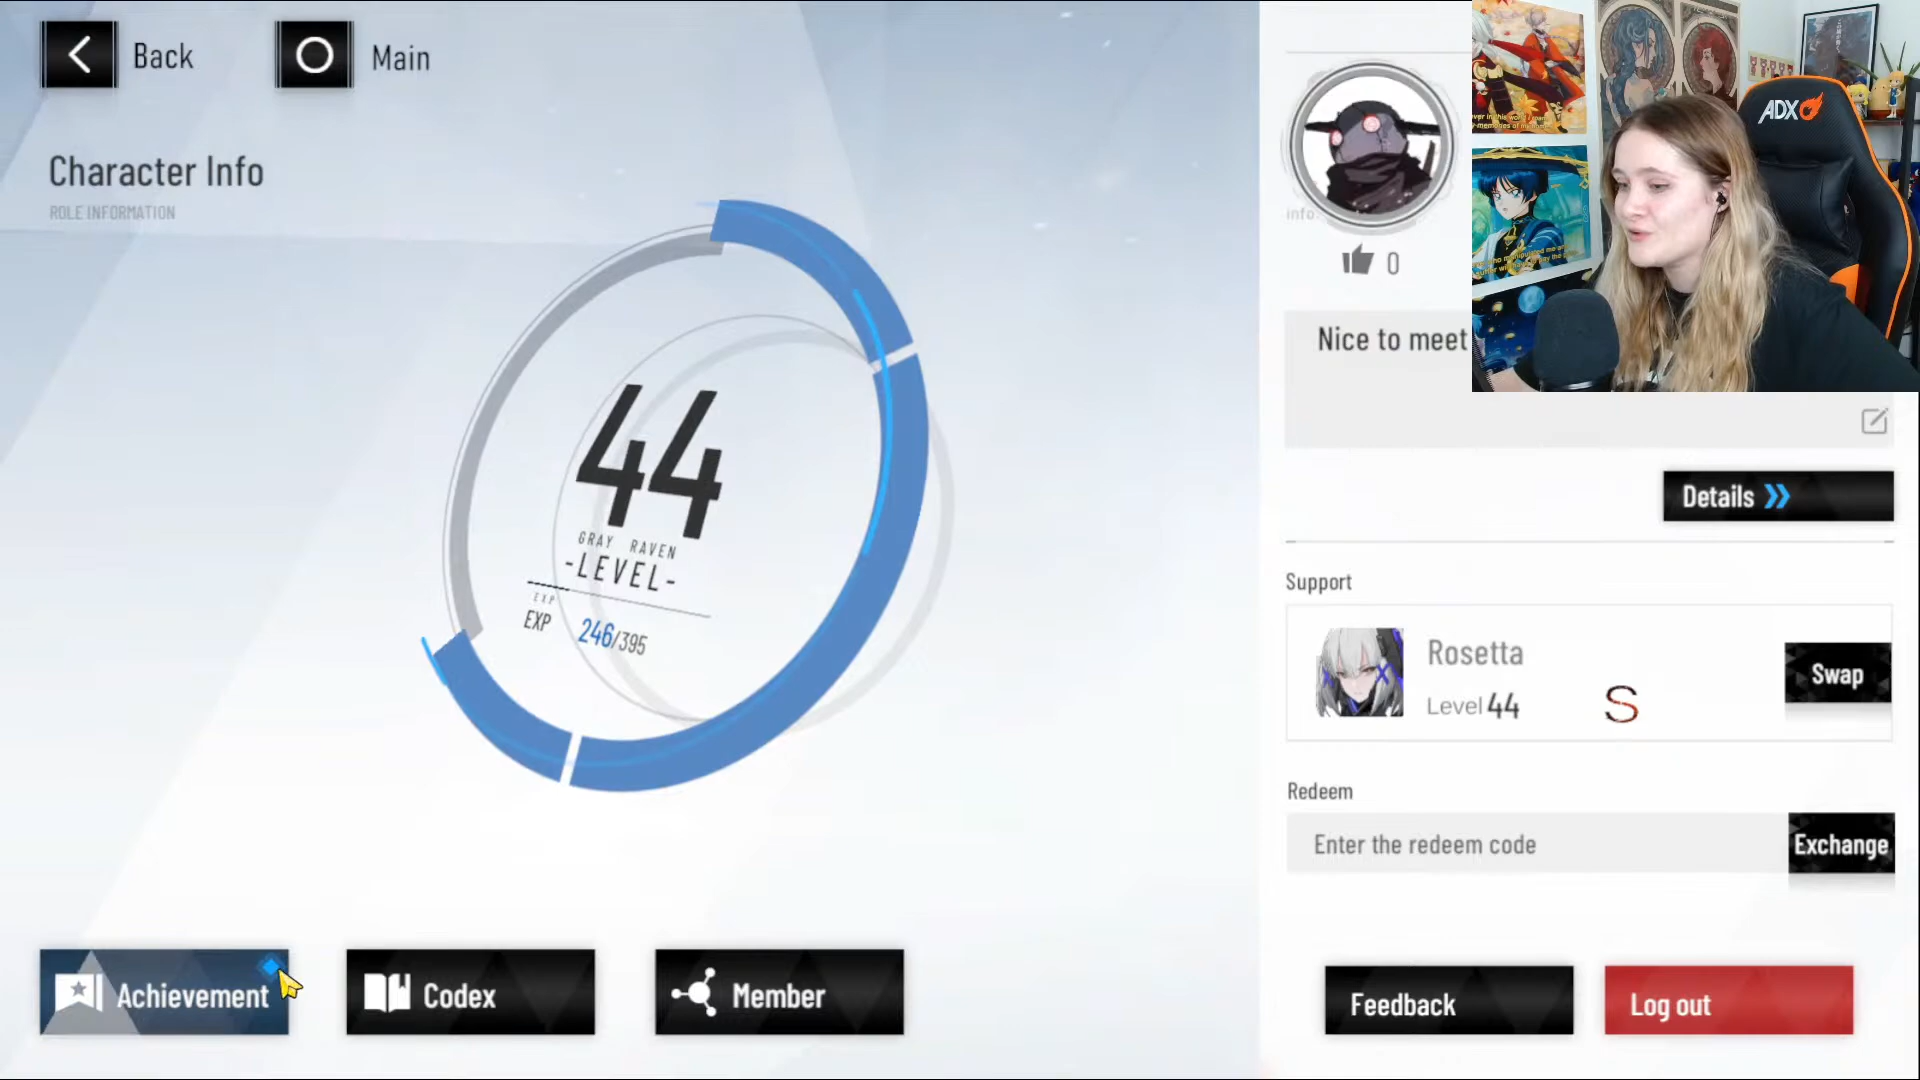 Back
Main
Character Info
ROLE INFORMATION
44
GRAY RAVEN
-LEVEL-
EXP
EXP 246/395
info:
0
Nice to meet
Details
Support
Rosetta
Level 44
S
Swap
Redeem
Enter the redeem code
Exchange
Achievement
Codex
Member
Feedback
Log out
ADX